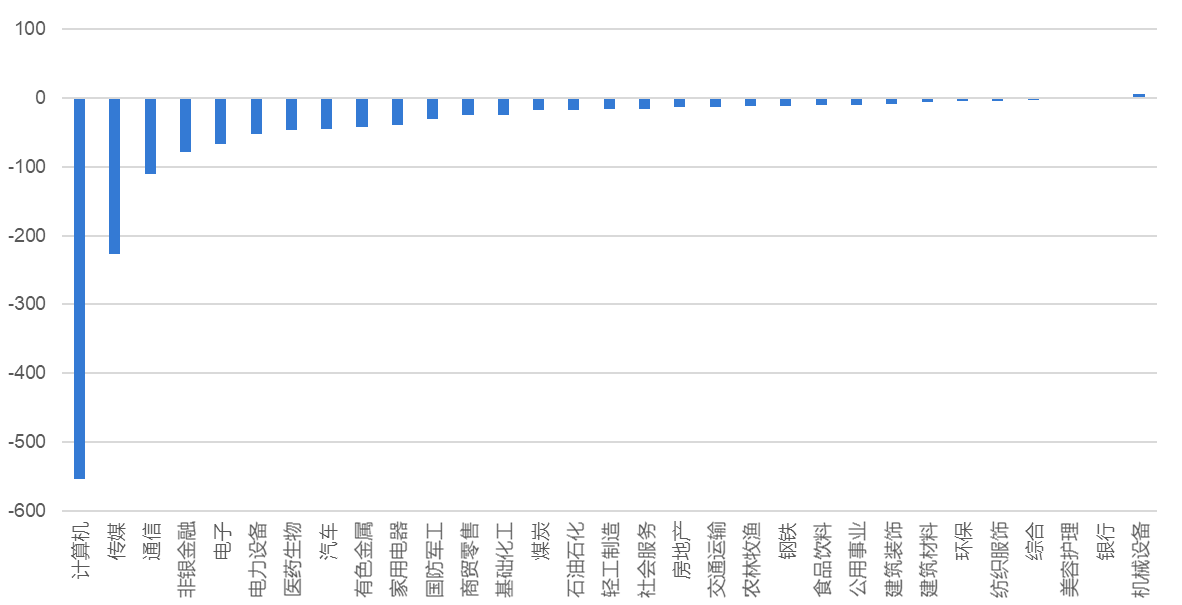 100
0
-100
-200
-300
-400
-500
-600
计算机
传媒
通信
非银金融
电子
电力设备
医药生物
汽车
有色金属
家用电器
国防军工
商贸零售
基础化工
煤炭
石油石化
轻工制造
社会服务
房地产
交通运输
农林牧渔
钢铁
食品饮料
公用事业
建筑装饰
建筑材料
环保
纺织服饰
综合
美容护理
银行
机械设备